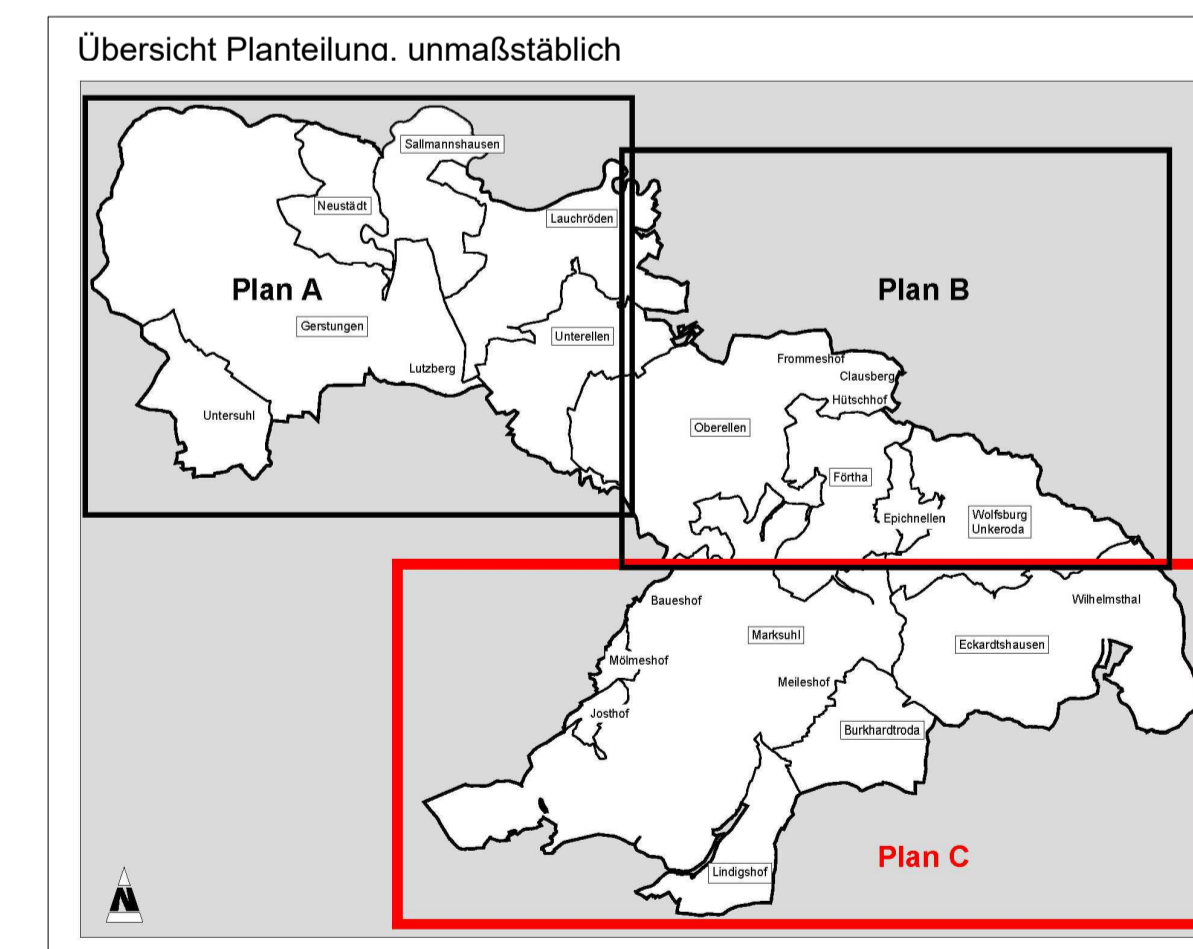 Übersicht Planteilung. unmaßstäblich
Sallmannshausen
Neustädt
Lauchröden
Plan A
Plan B
Gerstungen
Unterellen
Lutzberg
Frommeshof
Clausberg
Hütschhof
Untersuhl
Oberellen
Förtha
Epichnellen
Wolfsburg
Unkeroda
Baueshof
Wilhelmsthal
Marksuhl
Eckardtshausen
Mölmeshof
Meileshof
Josthof
Burkhardtroda
Plan C
Lindigshof
N